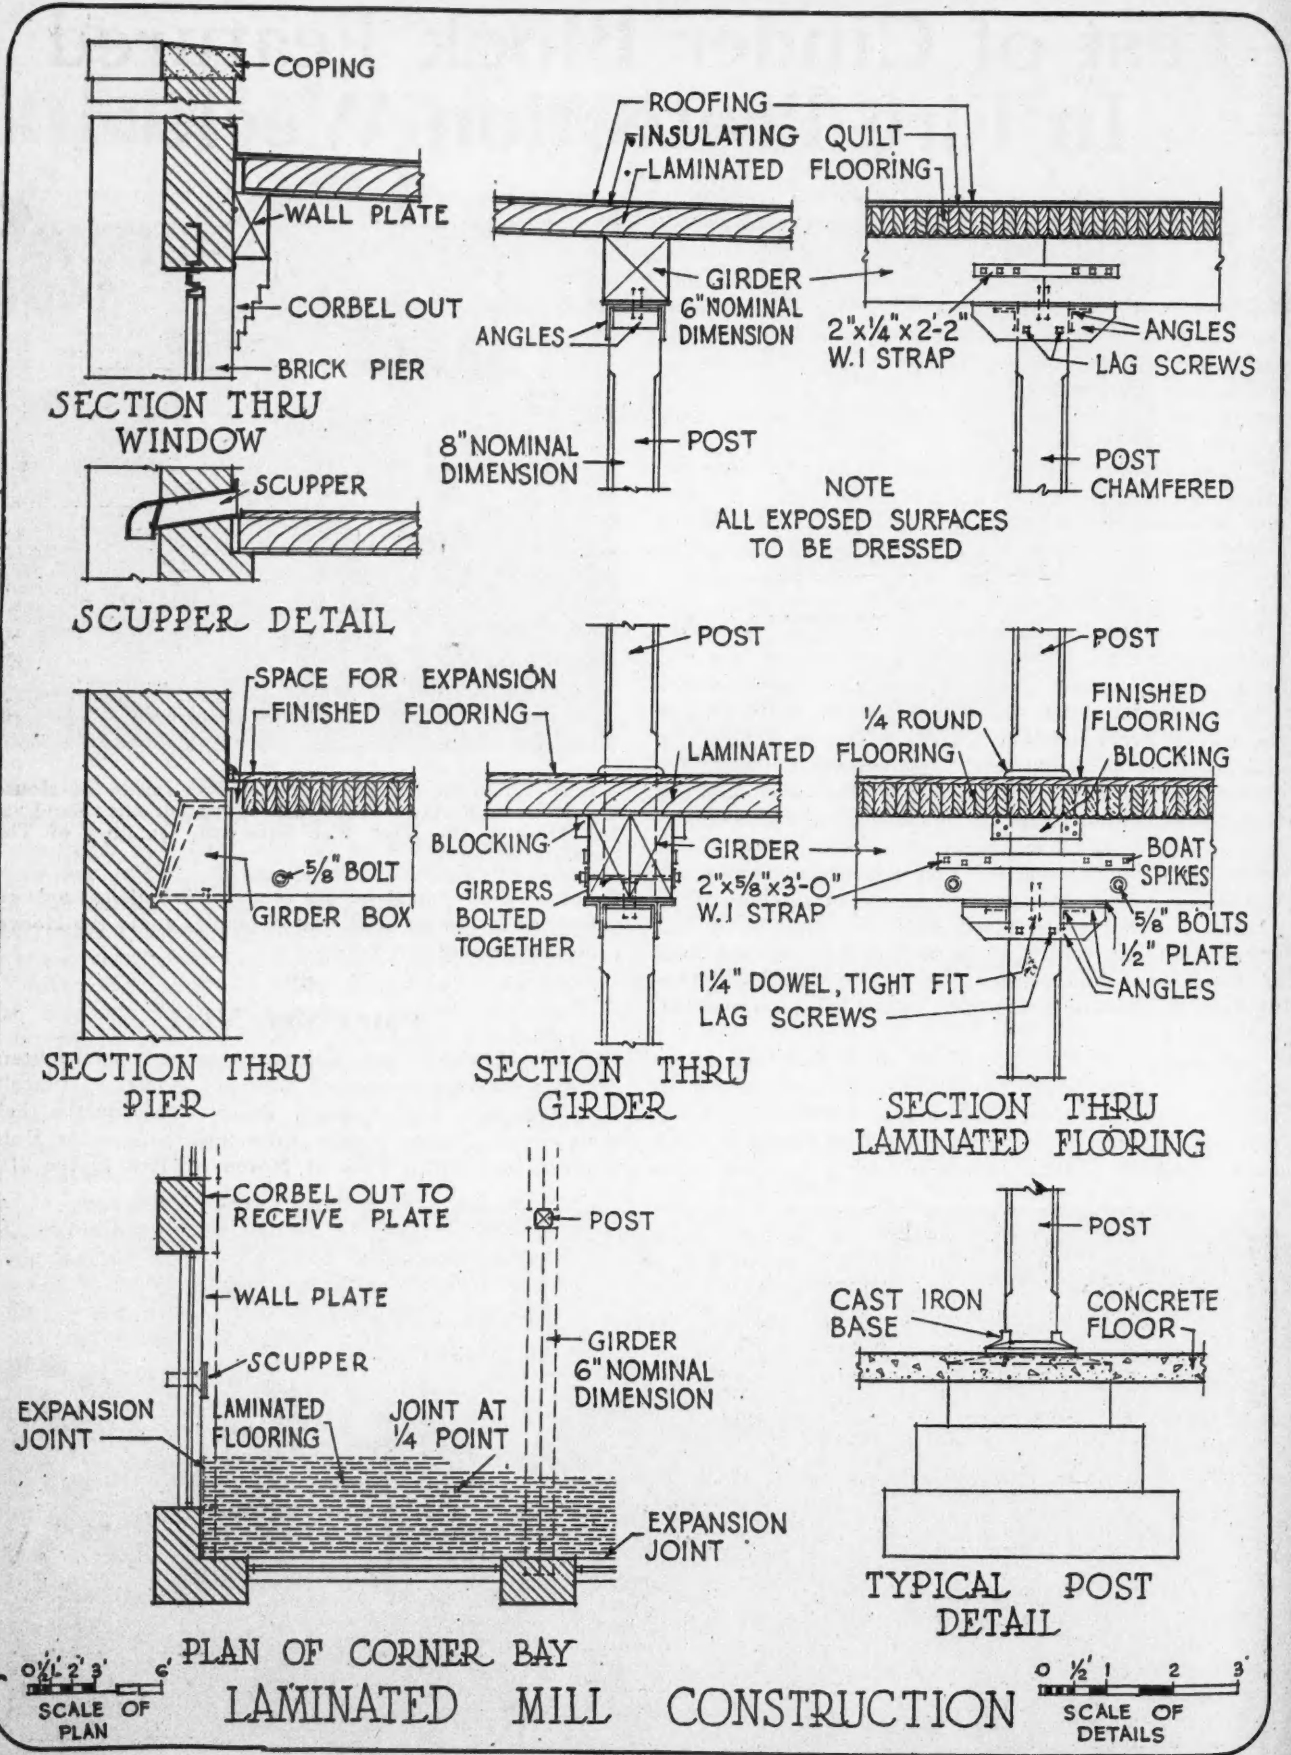 COPING
WALL PLATE
CORBEL OUT
BRICK PIER
SECTION THRU
WINDOW
ROOFING
INSULATING QUILT
LAMINATED FLOORING
GIRDER
6" NOMINAL
DIMENSION
ANGLES
2"x¼"x2'-2"
W.I STRAP
ANGLES
LAG SCREWS
8" NOMINAL
DIMENSION
POST
POST
CHAMFERED
NOTE
ALL EXPOSED SURFACES
TO BE DRESSED
SCUPPER
SCUPPER DETAIL
SPACE FOR EXPANSION
FINISHED FLOORING
5/8" BOLT
GIRDER BOX
SECTION THRU
PIER
POST
LAMINATED FLOORING
BLOCKING
GIRDER
GIRDERS
BOLTED
TOGETHER
2"x5/8"x3'-0"
W.I STRAP
1¼" DOWEL, TIGHT FIT
LAG SCREWS
SECTION THRU
GIRDER
POST
¼ ROUND
FINISHED
FLOORING
BLOCKING
BOAT
SPIKES
5/8" BOLTS
½" PLATE
ANGLES
SECTION THRU
LAMINATED FLOORING
CORBEL OUT TO
RECEIVE PLATE
WALL PLATE
SCUPPER
EXPANSION
JOINT
LAMINATED
FLOORING
JOINT AT
¼ POINT
POST
GIRDER
6" NOMINAL
DIMENSION
EXPANSION
JOINT
PLAN OF CORNER BAY
POST
CAST IRON
BASE
CONCRETE
FLOOR
TYPICAL POST
DETAIL
0 ½ 1' 2' 3' 6'
SCALE OF
PLAN
LAMINATED MILL CONSTRUCTION
0 ½' 1 2 3'
SCALE OF
DETAILS